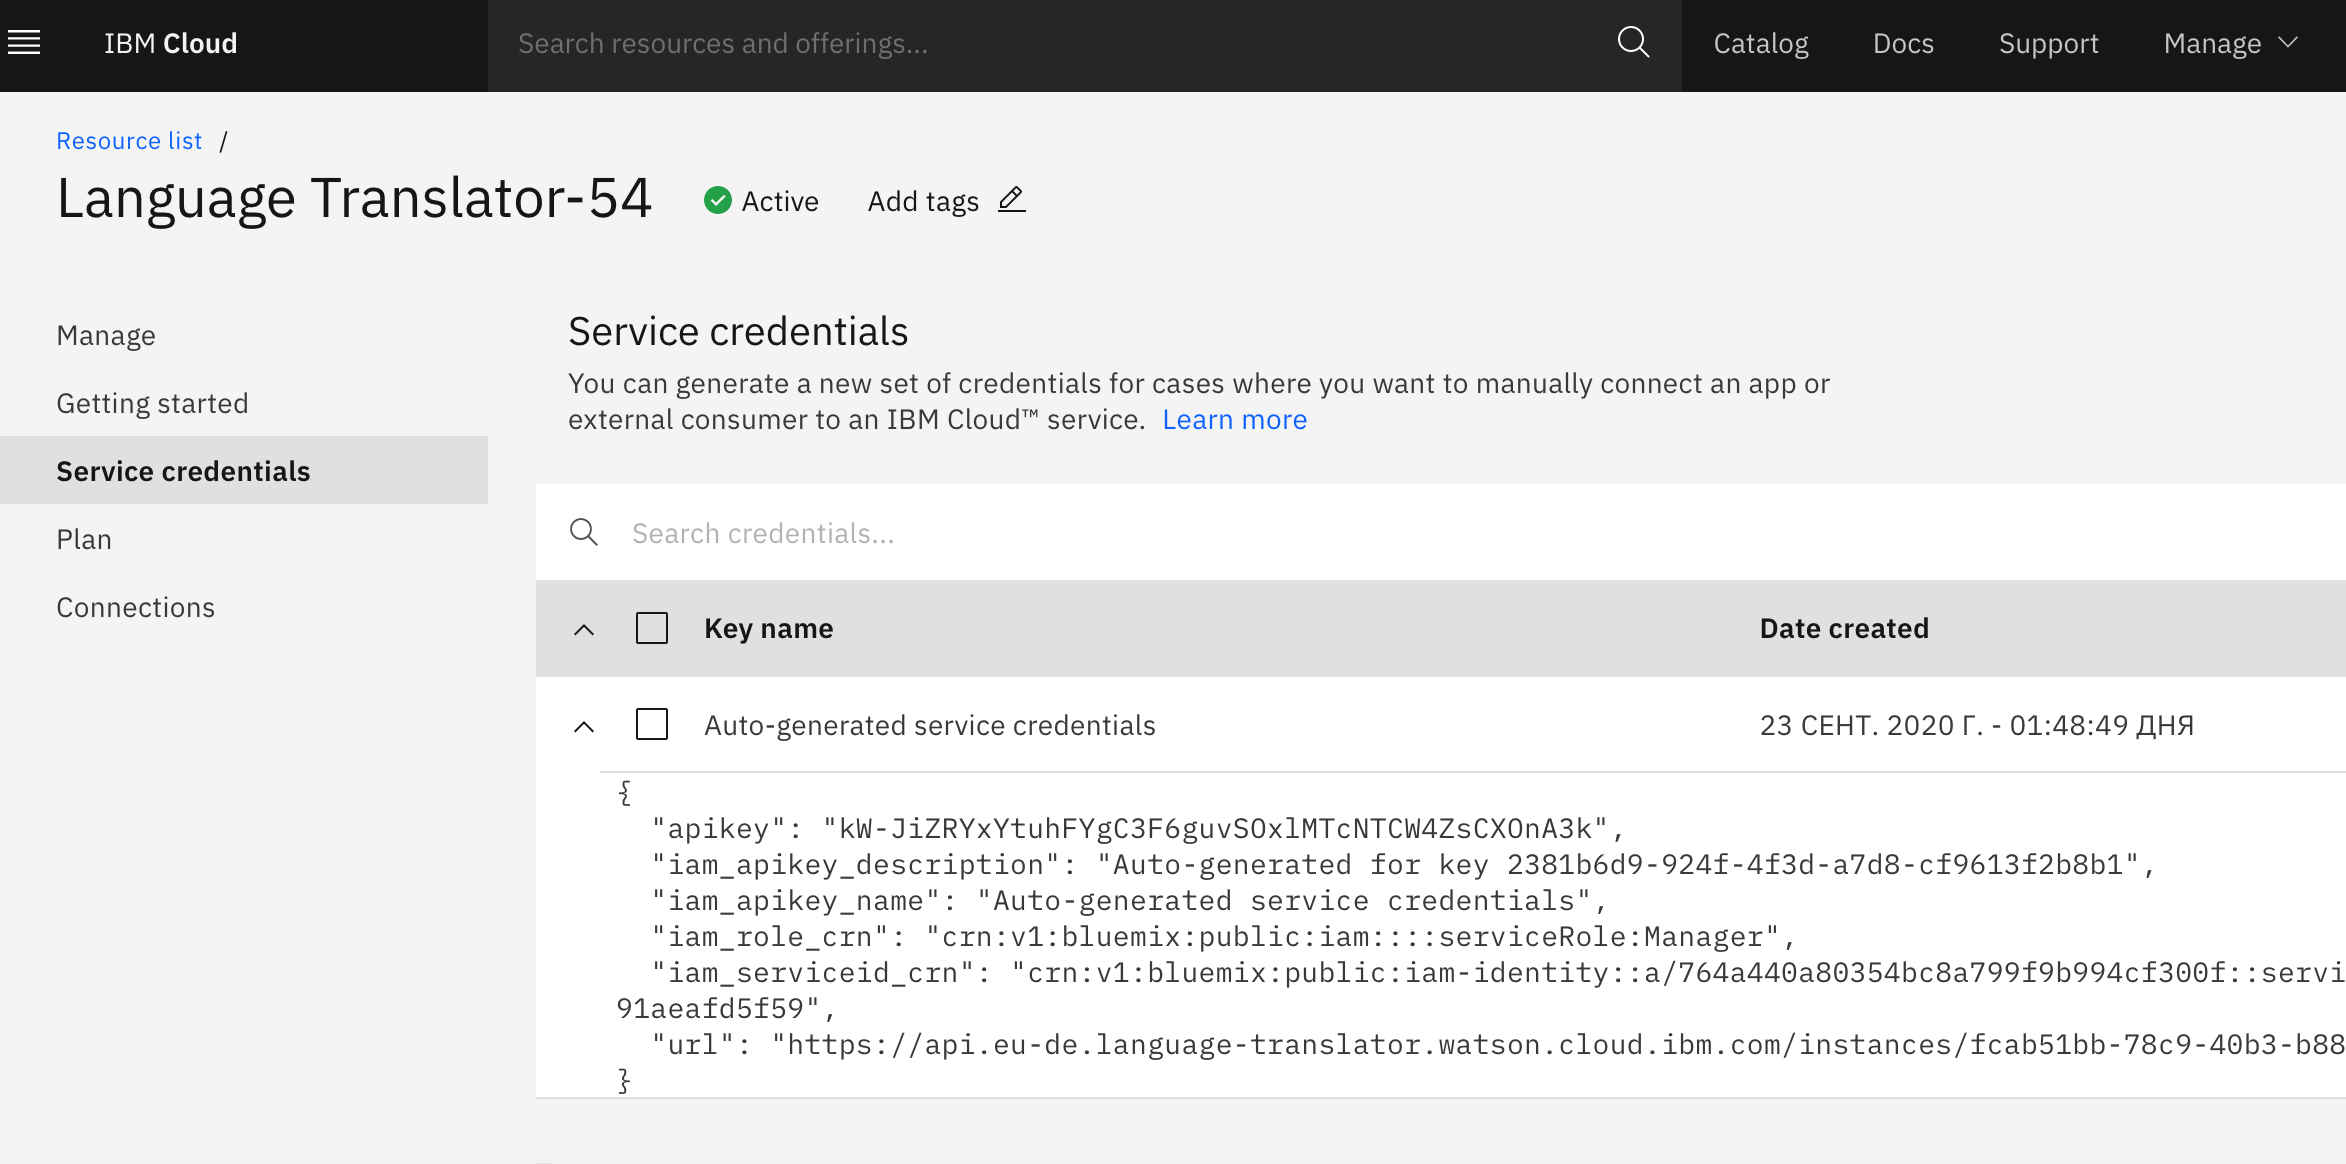 IBM Cloud
Search resources and offerings...
Catalog
Docs
Support
Manage
Resource list /
Language Translator-54
Active
Add tags
Manage
Getting started
Service credentials
Plan
Connections
Service credentials
You can generate a new set of credentials for cases where you want to manually connect an app or
external consumer to an IBM Cloud™ service. Learn more
Search credentials...
Key name
Date created
Auto-generated service credentials
23 СЕНТ. 2020 Г. - 01:48:49 ДНЯ
{
"apikey": "kW-JiZRYxYtuhFYgC3F6guvSOxlMTcNTCW4ZsCXOnA3k",
"iam_apikey_description": "Auto-generated for key 2381b6d9-924f-4f3d-a7d8-cf9613f2b8b1",
"iam_apikey_name": "Auto-generated service credentials",
"iam_role_crn": "crn:v1:bluemix:public:iam::::serviceRole:Manager",
"iam_serviceid_crn": "crn:v1:bluemix:public:iam-identity::a/764a440a80354bc8a799f9b994cf300f::servi
91aeafd5f59",
"url": "https://api.eu-de.language-translator.watson.cloud.ibm.com/instances/fcab51bb-78c9-40b3-b88
}